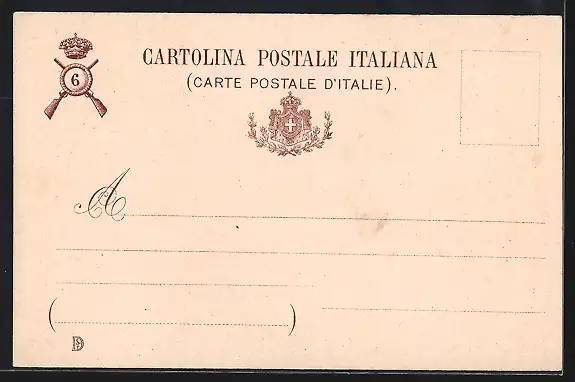 6
CARTOLINA POSTALE ITALIANA
(CARTE POSTALE D'ITALIE).
A
( )